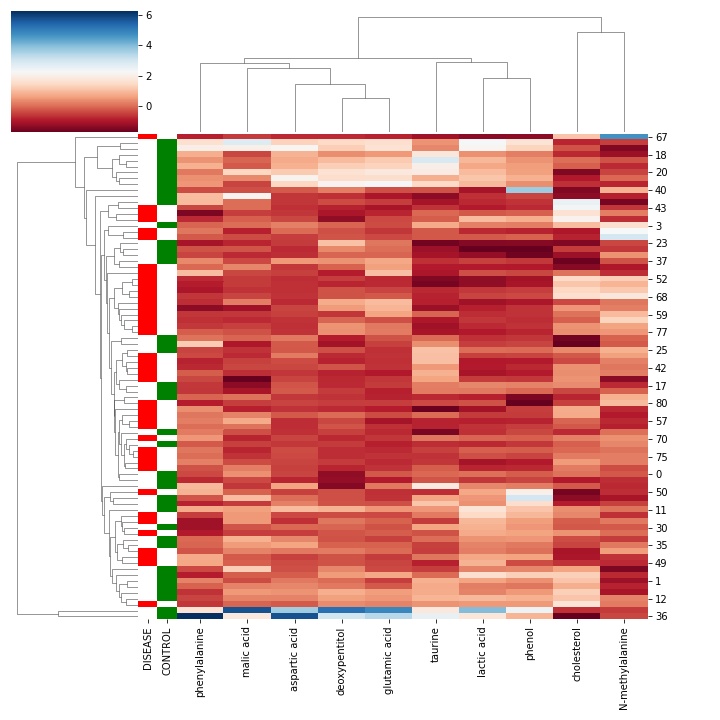 6
4
2
0
67
18
20
40
43
3
23
37
52
68
59
77
25
42
17
80
57
70
75
0
50
11
30
35
49
1
12
36
DISEASE
CONTROL
phenylalanine
malic acid
aspartic acid
deoxypentitol
glutamic acid
taurine
lactic acid
phenol
cholesterol
N-methylalanine